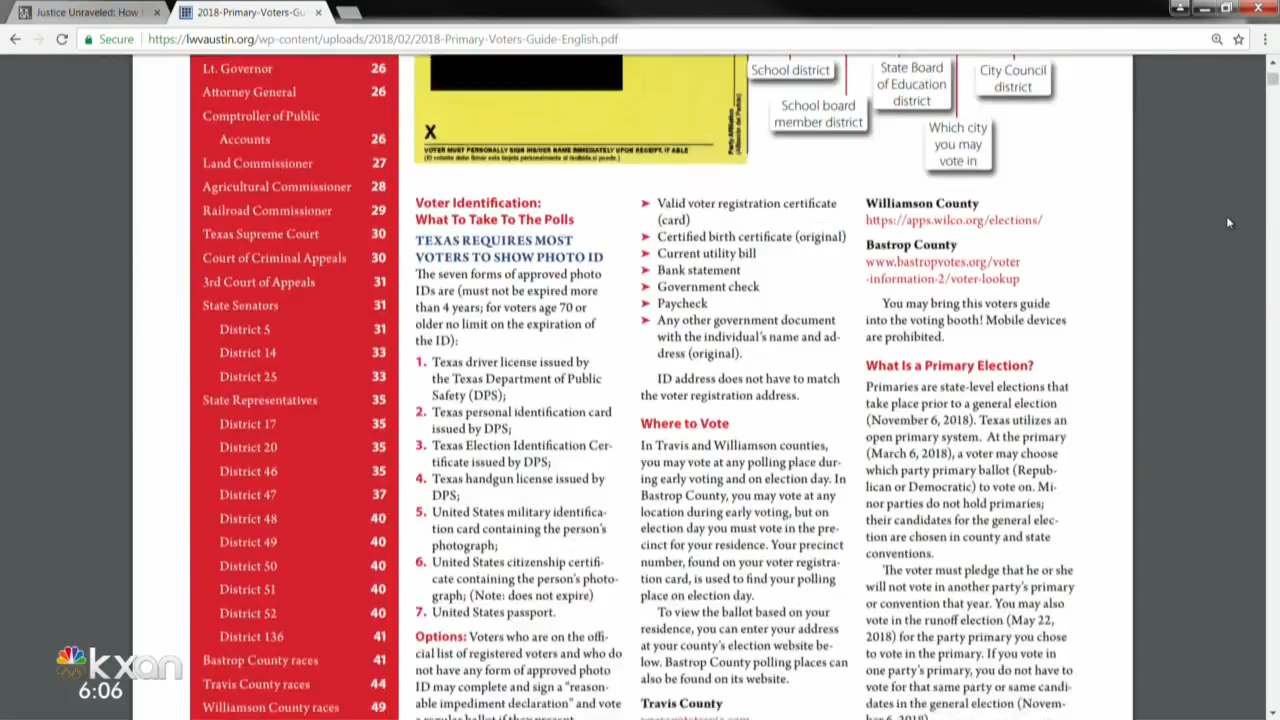 Justice Unraveled: How
2018-Primary-Voters-Gu
Secure
https://lwvaustin.org/wp-content/uploads/2018/02/2018-Primary-Voters-Guide-English.pdf
Lt. Governor 26
Attorney General 26
Comptroller of Public
Accounts 26
Land Commissioner 27
Agricultural Commissioner 28
Railroad Commissioner 29
Texas Supreme Court 30
Court of Criminal Appeals 30
3rd Court of Appeals 31
State Senators 31
District 5 31
District 14 33
District 25 33
State Representatives 35
District 17 35
District 20 35
District 46 35
District 47 37
District 48 40
District 49 40
District 50 40
District 51 40
District 52 40
District 136 41
Bastrop County races 41
Travis County races 44
Williamson County races 49
X
VOTER MUST PERSONALLY SIGN HIS/HER NAME IMMEDIATELY UPON RECEIPT, IF ABLE
Party Affiliation
School district
School board
member district
State Board
of Education
district
Which city
you may
vote in
City Council
district
Voter Identification:
What To Take To The Polls
TEXAS REQUIRES MOST
VOTERS TO SHOW PHOTO ID
The seven forms of approved photo
IDs are (must not be expired more
than 4 years; for voters age 70 or
older no limit on the expiration of
the ID):
1. Texas driver license issued by
the Texas Department of Public
Safety (DPS);
2. Texas personal identification card
issued by DPS;
3. Texas Election Identification Cer-
tificate issued by DPS;
4. Texas handgun license issued by
DPS;
5. United States military identifica-
tion card containing the person's
photograph;
6. United States citizenship certifi-
cate containing the person's photo-
graph; (Note: does not expire)
7. United States passport.
Options: Voters who are on the offi-
cial list of registered voters and who do
not have any form of approved photo
ID may complete and sign a "reason-
able impediment declaration" and vote
a regular ballot if they present
➤ Valid voter registration certificate
(card)
➤ Certified birth certificate (original)
➤ Current utility bill
➤ Bank statement
➤ Government check
➤ Paycheck
➤ Any other government document
with the individual's name and ad-
dress (original).
ID address does not have to match
the voter registration address.
Where to Vote
In Travis and Williamson counties,
you may vote at any polling place dur-
ing early voting and on election day. In
Bastrop County, you may vote at any
location during early voting, but on
election day you must vote in the pre-
cinct for your residence. Your precinct
number, found on your voter registra-
tion card, is used to find your polling
place on election day.
To view the ballot based on your
residence, you can enter your address
at your county's election website be-
low. Bastrop County polling places can
also be found on its website.
Travis County
Williamson County
https://apps.wilco.org/elections/
Bastrop County
www.bastropvotes.org/voter
-information-2/voter-lookup
You may bring this voters guide
into the voting booth! Mobile devices
are prohibited.
What Is a Primary Election?
Primaries are state-level elections that
take place prior to a general election
(November 6, 2018). Texas utilizes an
open primary system. At the primary
(March 6, 2018), a voter may choose
which party primary ballot (Repub-
lican or Democratic) to vote on. Mi-
nor parties do not hold primaries;
their candidates for the general elec-
tion are chosen in county and state
conventions.
The voter must pledge that he or she
will not vote in another party's primary
or convention that year. You may also
vote in the runoff election (May 22,
2018) for the party primary you chose
to vote in the primary. If you vote in
one party's primary, you do not have to
vote for that same party or same candi-
dates in the general election (Novem-
ber 6, 2018).
kxan
6:06